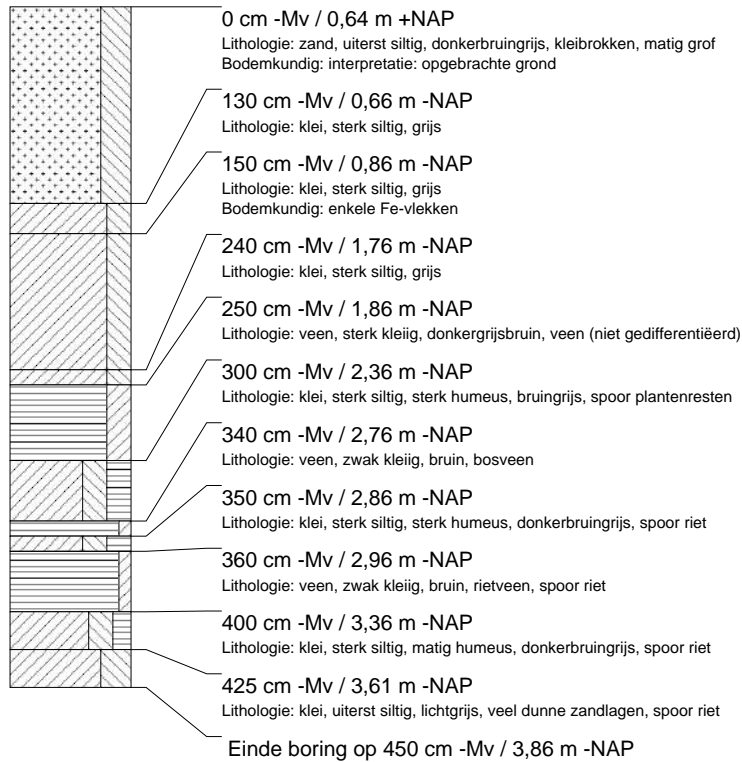 0 cm -Mv / 0,64 m +NAP
Lithologie: zand, uiterst siltig, donkerbruingrijs, kleibrokken, matig grof
Bodemkundig: interpretatie: opgebrachte grond
130 cm -Mv / 0,66 m -NAP
Lithologie: klei, sterk siltig, grijs
150 cm -Mv / 0,86 m -NAP
Lithologie: klei, sterk siltig, grijs
Bodemkundig: enkele Fe-vlekken
240 cm -Mv / 1,76 m -NAP
Lithologie: klei, sterk siltig, grijs
250 cm -Mv / 1,86 m -NAP
Lithologie: veen, sterk kleiig, donkergrijsbruin, veen (niet gedifferentiëerd)
300 cm -Mv / 2,36 m -NAP
Lithologie: klei, sterk siltig, sterk humeus, bruingrijs, spoor plantenresten
340 cm -Mv / 2,76 m -NAP
Lithologie: veen, zwak kleiig, bruin, bosveen
350 cm -Mv / 2,86 m -NAP
Lithologie: klei, sterk siltig, sterk humeus, donkerbruingrijs, spoor riet
360 cm -Mv / 2,96 m -NAP
Lithologie: veen, zwak kleiig, bruin, rietveen, spoor riet
400 cm -Mv / 3,36 m -NAP
Lithologie: klei, sterk siltig, matig humeus, donkerbruingrijs, spoor riet
425 cm -Mv / 3,61 m -NAP
Lithologie: klei, uiterst siltig, lichtgrijs, veel dunne zandlagen, spoor riet
Einde boring op 450 cm -Mv / 3,86 m -NAP